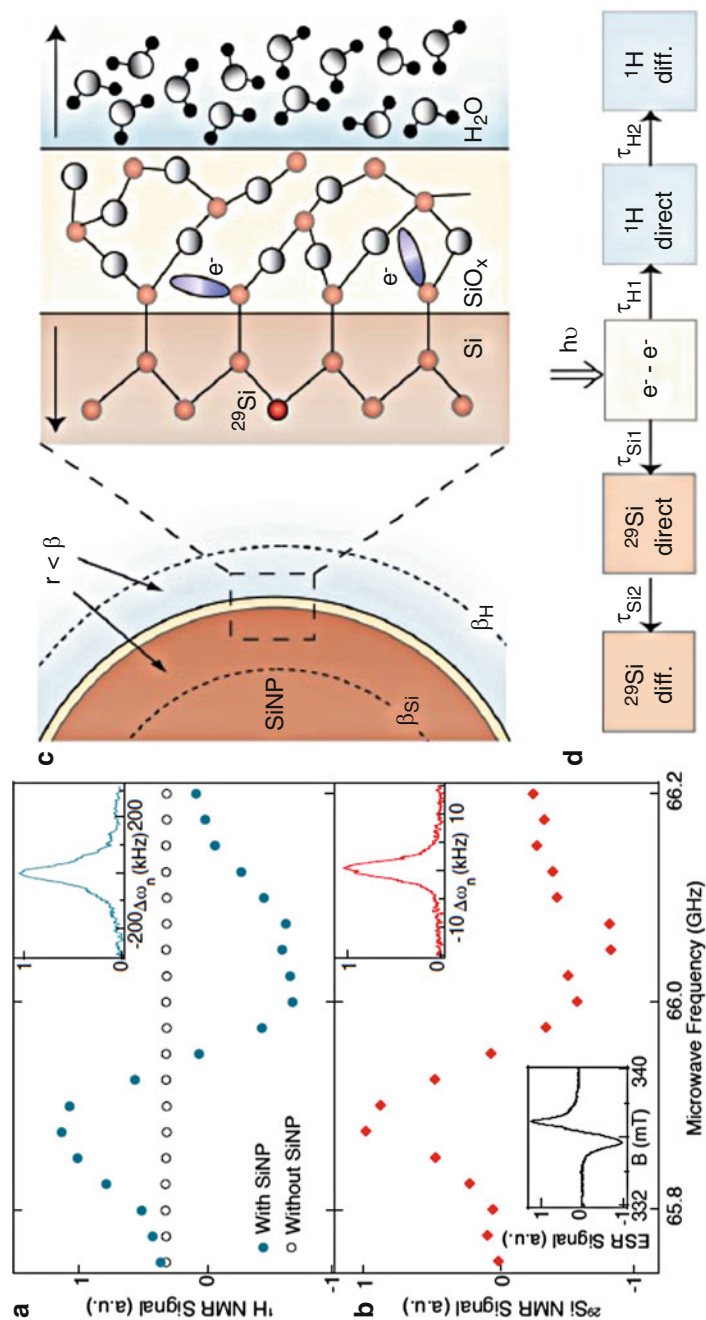 a
¹H NMR Signal (a.u.)
1
0
-1
With SiNP
Without SiNP
1
0
-200 Δωₙ (kHz) 200
b
²⁹Si NMR Signal (a.u.)
1
0
-1
1
0
-10 Δωₙ (kHz) 10
ESR Signal (a.u.)
1
0
-1
332 B (mT) 340
65.8 66.0 66.2
Microwave Frequency (GHz)
c
r < β
SiNP
βSi
βH
²⁹Si
Si
e⁻
e⁻
SiOₓ
H₂O
d
hυ
²⁹Si
diff.
τSi2
²⁹Si
direct
τSi1
e⁻ - e⁻
τH1
¹H
direct
τH2
¹H
diff.